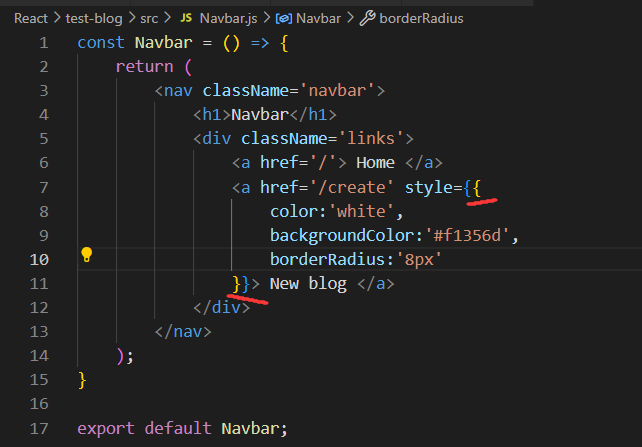 React > test-blog > src > JS Navbar.js > Navbar > borderRadius
1 const Navbar = () => {
2 return (
3 <nav className='navbar'>
4 <h1>Navbar</h1>
5 <div className='links'>
6 <a href='/'> Home </a>
7 <a href='/create' style={{
8 color:'white',
9 backgroundColor:'#f1356d',
10 borderRadius:'8px'
11 }}> New blog </a>
12 </div>
13 </nav>
14 );
15 }
16
17 export default Navbar;